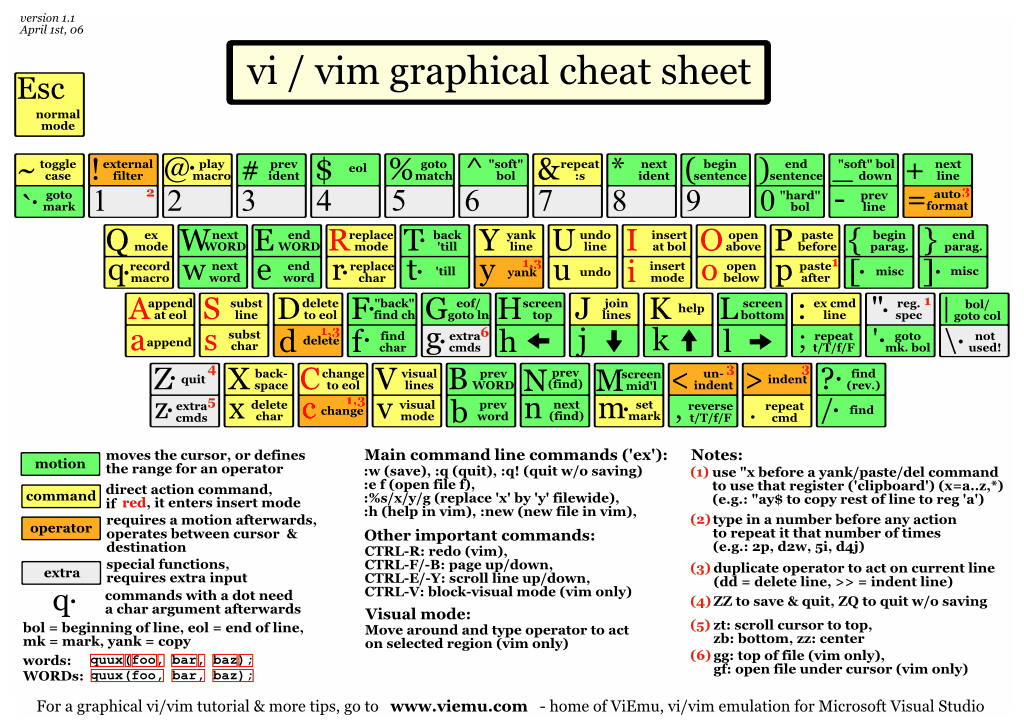 version 1.1
April 1st, 06
vi / vim graphical cheat sheet
Esc
normal
mode
~ toggle case
! external filter
@· play macro
# prev ident
$ eol
% goto match
^ "soft" bol
& repeat :s
* next ident
( begin sentence
) end sentence
_ "soft" bol down
+ next line
`· goto mark
1 2
2
3
4
5
6
7
8
9
0 "hard" bol
- prev line
= auto format 3
Q ex mode
W next WORD
E end WORD
R replace mode
T· back 'till
Y yank line
U undo line
I insert at bol
O open above
P paste before
{ begin parag.
} end parag.
q· record macro
w next word
e end word
r· replace char
t· 'till
y yank 1,3
u undo
i insert mode
o open below
p paste after 1
[· misc
]· misc
A append at eol
S subst line
D delete to eol
F· "back" find ch
G eof/ goto ln
H screen top
J join lines
K help
L screen bottom
: ex cmd line
"· reg. spec 1
| bol/ goto col
a append
s subst char
d delete 1,3
f· find char
g· extra cmds 6
h ←
j ↓
k ↑
l →
; repeat t/T/f/F
'· goto mk. bol
\· not used!
Z· quit 4
X back- space
C change to eol
V visual lines
B prev WORD
N prev (find)
M screen mid'l
< un- indent 3
> indent 3
?· find (rev.)
z· extra cmds 5
x delete char
c change 1,3
v visual mode
b prev word
n next (find)
m· set mark
, reverse t/T/f/F
. repeat cmd
/· find
motion
moves the cursor, or defines
the range for an operator
command
direct action command,
if red, it enters insert mode
operator
requires a motion afterwards,
operates between cursor &
destination
extra
special functions,
requires extra input
q·
commands with a dot need
a char argument afterwards
bol = beginning of line, eol = end of line,
mk = mark, yank = copy
words: quux(foo, bar, baz);
WORDs: quux(foo, bar, baz);
Main command line commands ('ex'):
:w (save), :q (quit), :q! (quit w/o saving)
:e f (open file f),
:%s/x/y/g (replace 'x' by 'y' filewide),
:h (help in vim), :new (new file in vim),
Other important commands:
CTRL-R: redo (vim),
CTRL-F/-B: page up/down,
CTRL-E/-Y: scroll line up/down,
CTRL-V: block-visual mode (vim only)
Visual mode:
Move around and type operator to act
on selected region (vim only)
Notes:
(1) use "x before a yank/paste/del command
to use that register ('clipboard') (x=a..z,*)
(e.g.: "ay$ to copy rest of line to reg 'a')
(2) type in a number before any action
to repeat it that number of times
(e.g.: 2p, d2w, 5i, d4j)
(3) duplicate operator to act on current line
(dd = delete line, >> = indent line)
(4) ZZ to save & quit, ZQ to quit w/o saving
(5) zt: scroll cursor to top,
zb: bottom, zz: center
(6) gg: top of file (vim only),
gf: open file under cursor (vim only)
For a graphical vi/vim tutorial & more tips, go to www.viemu.com - home of ViEmu, vi/vim emulation for Microsoft Visual Studio